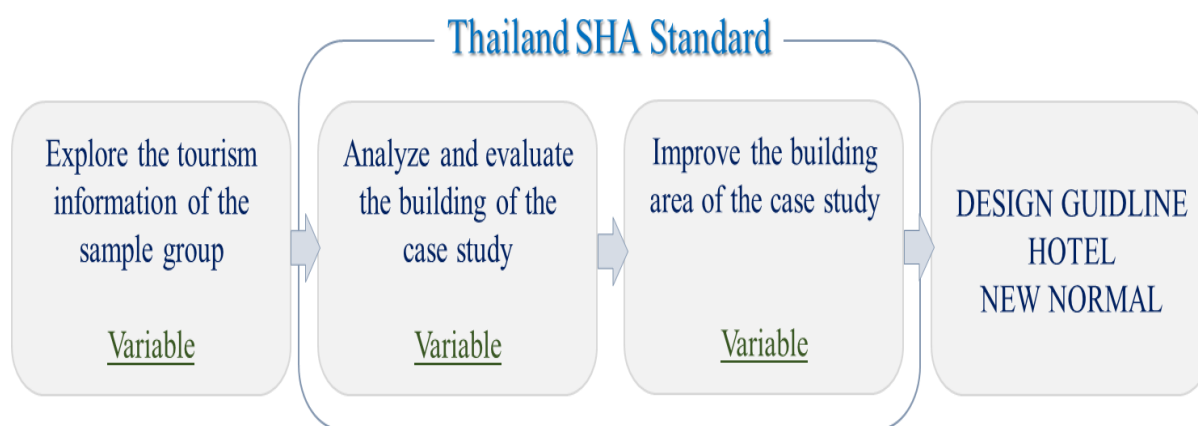 Thailand SHA Standard
Explore the tourism
information of the
sample group
Variable
Analyze and evaluate
the building of the
case study
Variable
Improve the building
area of the case study
Variable
DESIGN GUIDLINE
HOTEL
NEW NORMAL